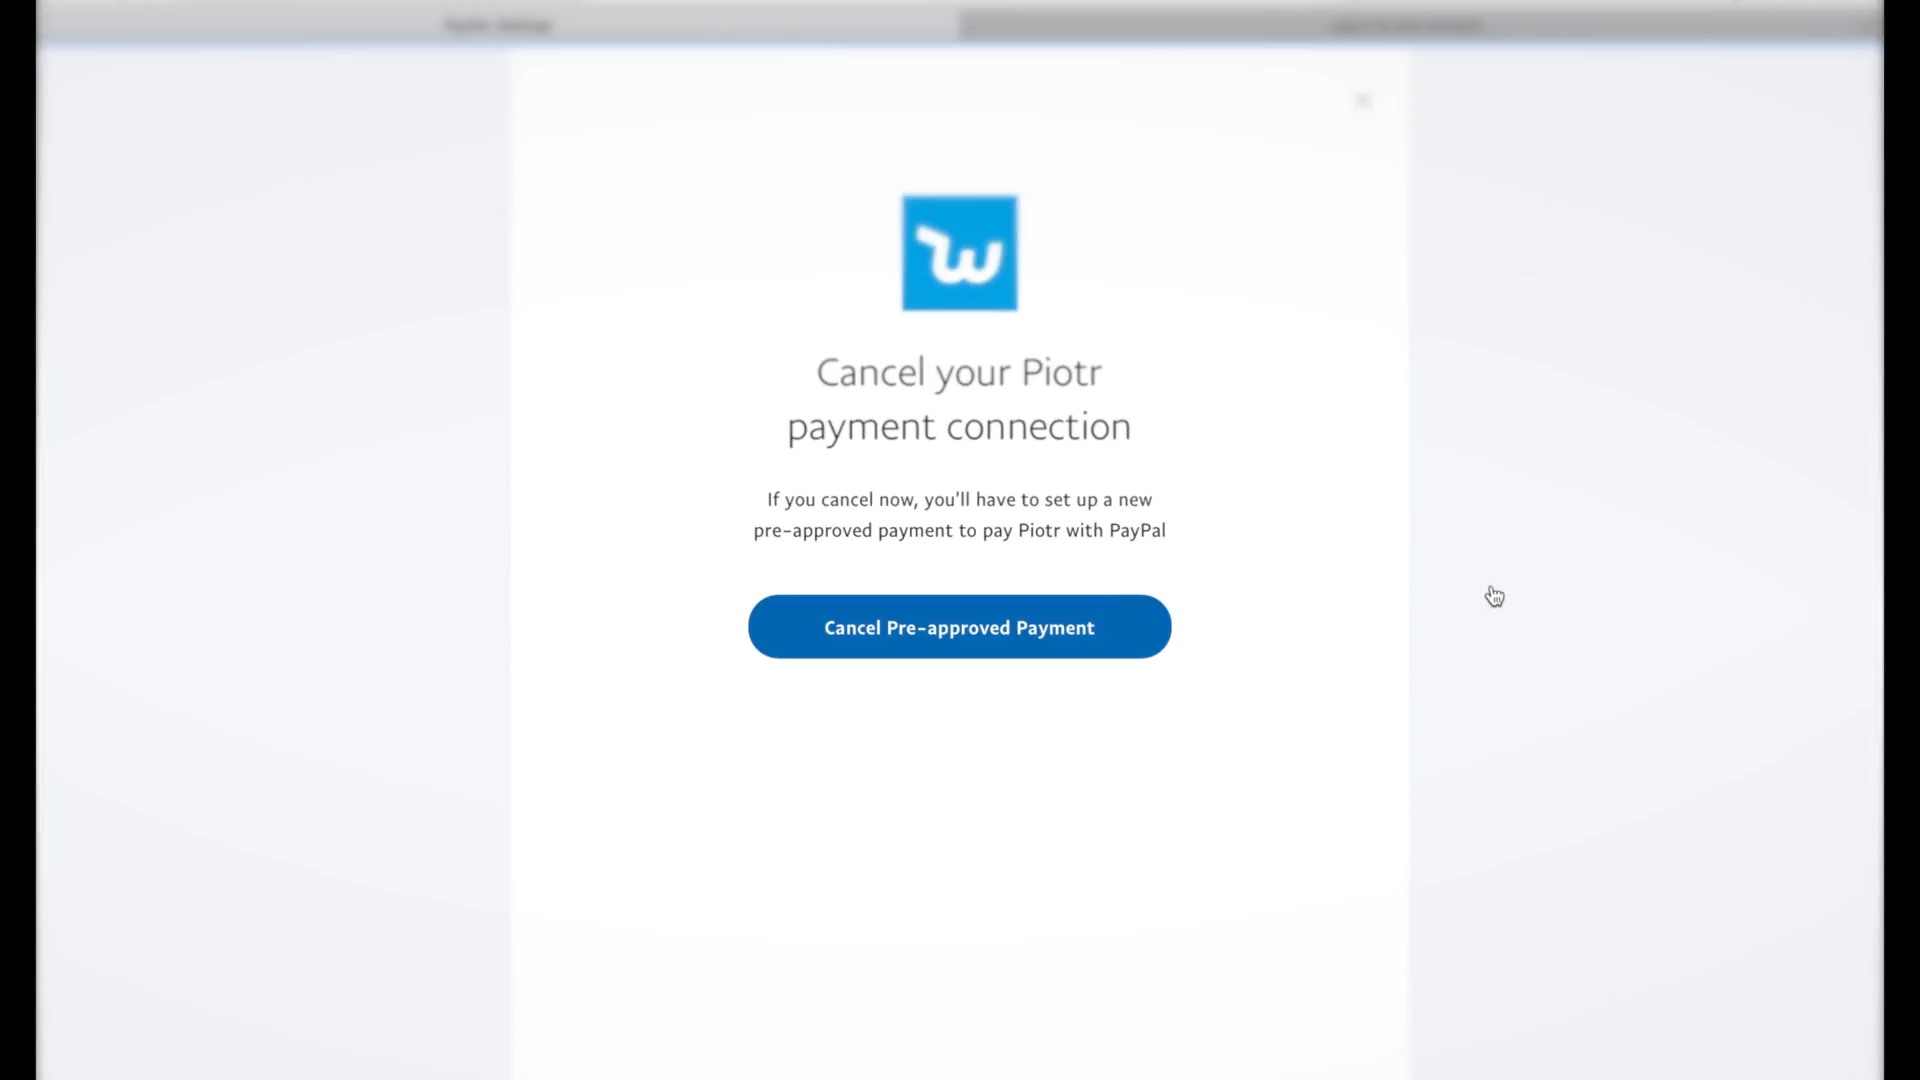 Cancel your Piotr
payment connection
If you cancel now, you'll have to set up a new
pre-approved payment to pay Piotr with PayPal
Cancel Pre-approved Payment